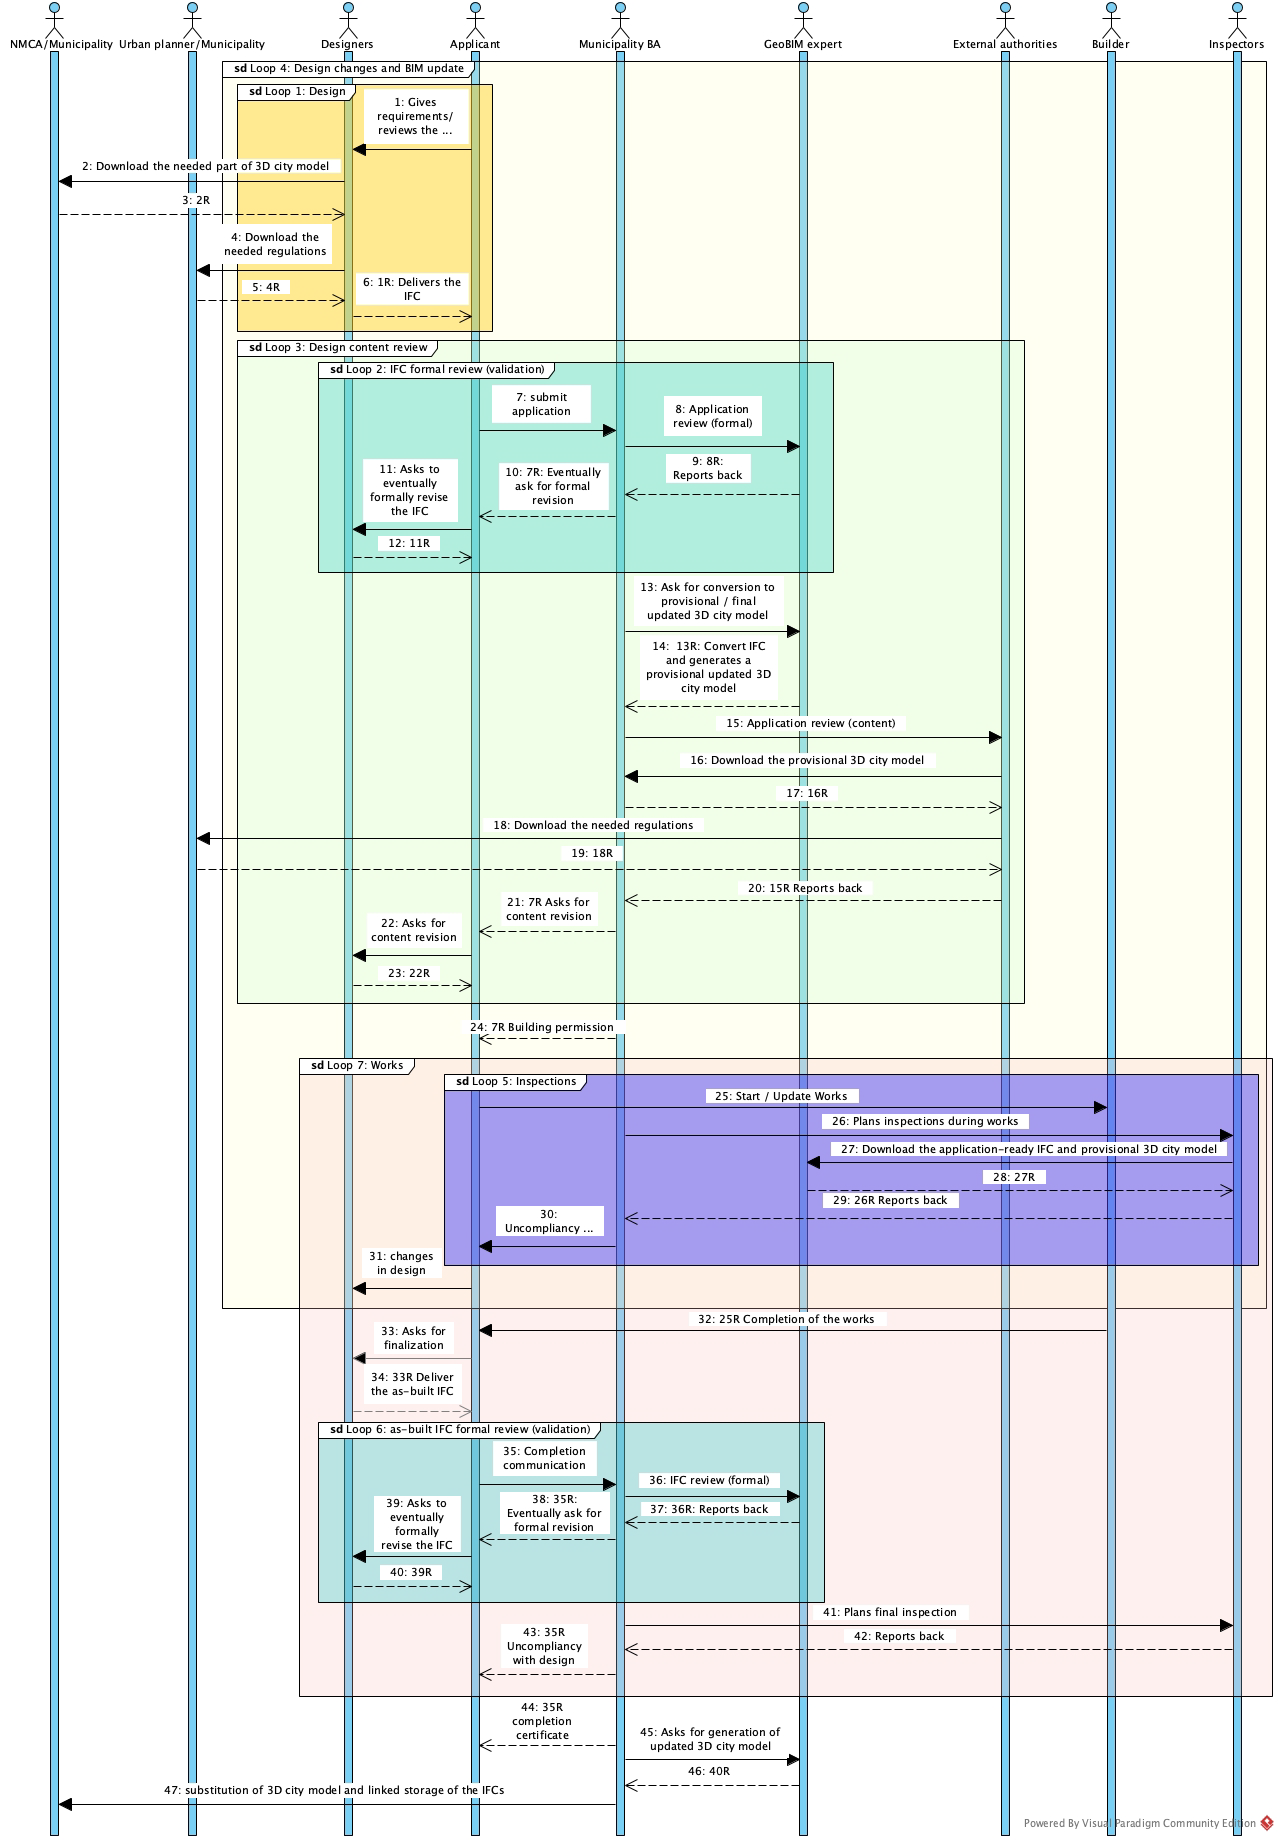 NMCA/Municipality
Urban planner/Municipality
Designers
Applicant
Municipality BA
GeoBIM expert
External authorities
Builder
Inspectors
sd Loop 4: Design changes and BIM update
sd Loop 1: Design
1: Gives
requirements/
reviews the ...
2: Download the needed part of 3D city model
3: 2R
4: Download the
needed regulations
5: 4R
6: 1R: Delivers the
IFC
sd Loop 3: Design content review
sd Loop 2: IFC formal review (validation)
7: submit
application
8: Application
review (formal)
9: 8R:
Reports back
10: 7R: Eventually
ask for formal
revision
11: Asks to
eventually
formally revise
the IFC
12: 11R
13: Ask for conversion to
provisional / final
updated 3D city model
14:  13R: Convert IFC
and generates a
provisional updated 3D
city model
15: Application review (content)
16: Download the provisional 3D city model
17: 16R
18: Download the needed regulations
19: 18R
20: 15R Reports back
21: 7R Asks for
content revision
22: Asks for
content revision
23: 22R
24: 7R Building permission
sd Loop 7: Works
sd Loop 5: Inspections
25: Start / Update Works
26: Plans inspections during works
27: Download the application-ready IFC and provisional 3D city model
28: 27R
29: 26R Reports back
30:
Uncompliancy ...
31: changes
in design
32: 25R Completion of the works
33: Asks for
finalization
34: 33R Deliver
the as-built IFC
sd Loop 6: as-built IFC formal review (validation)
35: Completion
communication
36: IFC review (formal)
37: 36R: Reports back
38: 35R:
Eventually ask for
formal revision
39: Asks to
eventually
formally
revise the IFC
40: 39R
41: Plans final inspection
42: Reports back
43: 35R
Uncompliancy
with design
44: 35R
completion
certificate
45: Asks for generation of
updated 3D city model
46: 40R
47: substitution of 3D city model and linked storage of the IFCs
Powered By Visual Paradigm Community Edition